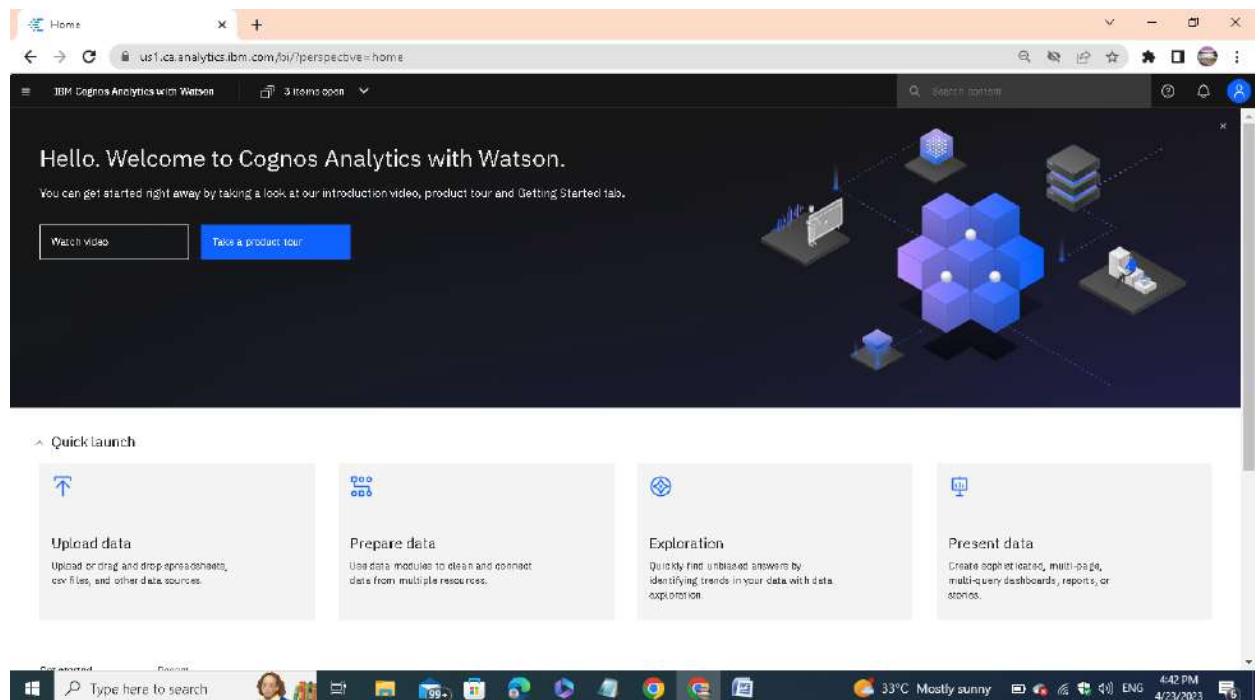 Home
us1.ca.analytics.ibm.com/bi/?perspective=home
IBM Cognos Analytics with Watson
3 items open
Search content
Hello. Welcome to Cognos Analytics with Watson.
You can get started right away by taking a look at our introduction video, product tour and Getting Started tab.
Watch video
Take a product tour
Quick launch
Upload data
Upload or drag and drop spreadsheets,
csv files, and other data sources.
Prepare data
Use data modules to clean and connect
data from multiple resources.
Exploration
Quickly find unbiased answers by
identifying trends in your data with data
exploration.
Present data
Create sophisticated, multi-page,
multi-query dashboards, reports, or
stories.
Get started
Recent
Type here to search
99+
33°C Mostly sunny
ENG
4:42 PM
4/23/2023